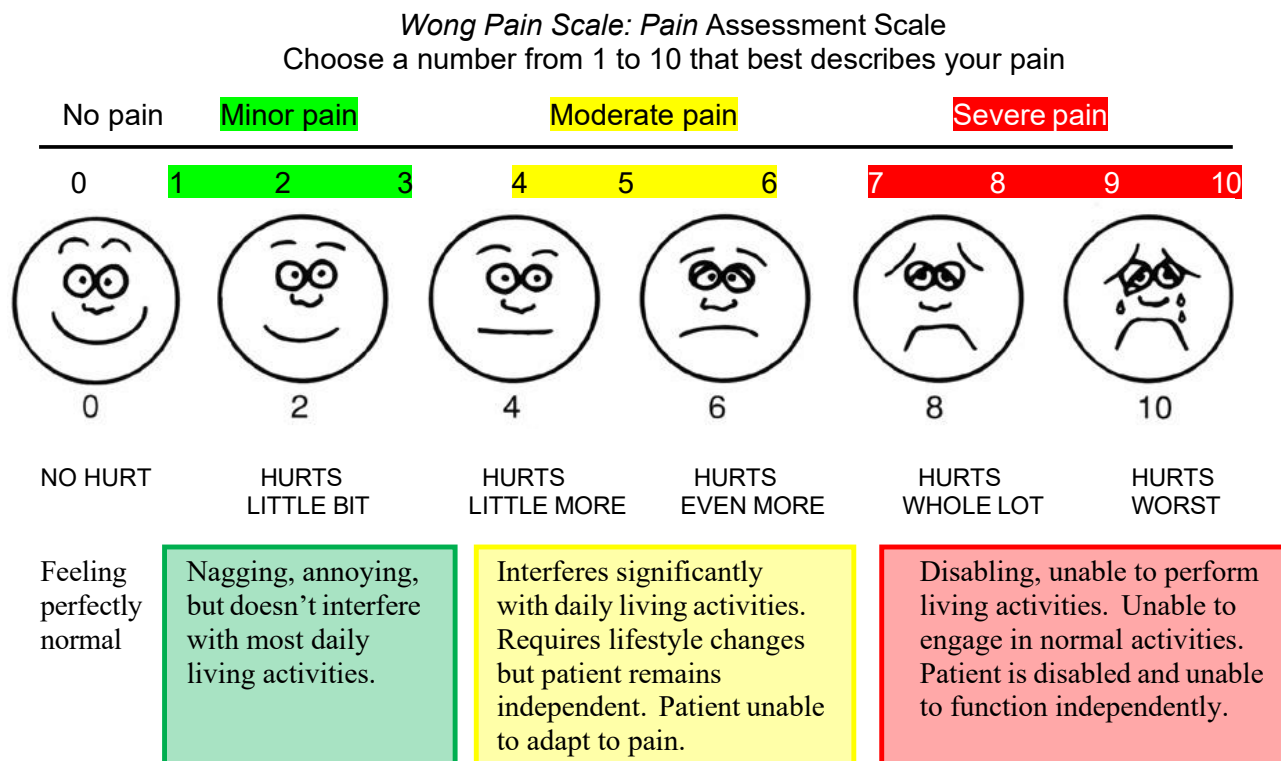 Wong Pain Scale: Pain Assessment Scale
Choose a number from 1 to 10 that best describes your pain
No pain Minor pain Moderate pain Severe pain
0 1 2 3 4 5 6 7 8 9 10
0 2 4 6 8 10
NO HURT
HURTS
LITTLE BIT
HURTS
LITTLE MORE
HURTS
EVEN MORE
HURTS
WHOLE LOT
HURTS
WORST
Feeling
perfectly
normal
Nagging, annoying,
but doesn’t interfere
with most daily
living activities.
Interferes significantly
with daily living activities.
Requires lifestyle changes
but patient remains
independent. Patient unable
to adapt to pain.
Disabling, unable to perform
living activities. Unable to
engage in normal activities.
Patient is disabled and unable
to function independently.